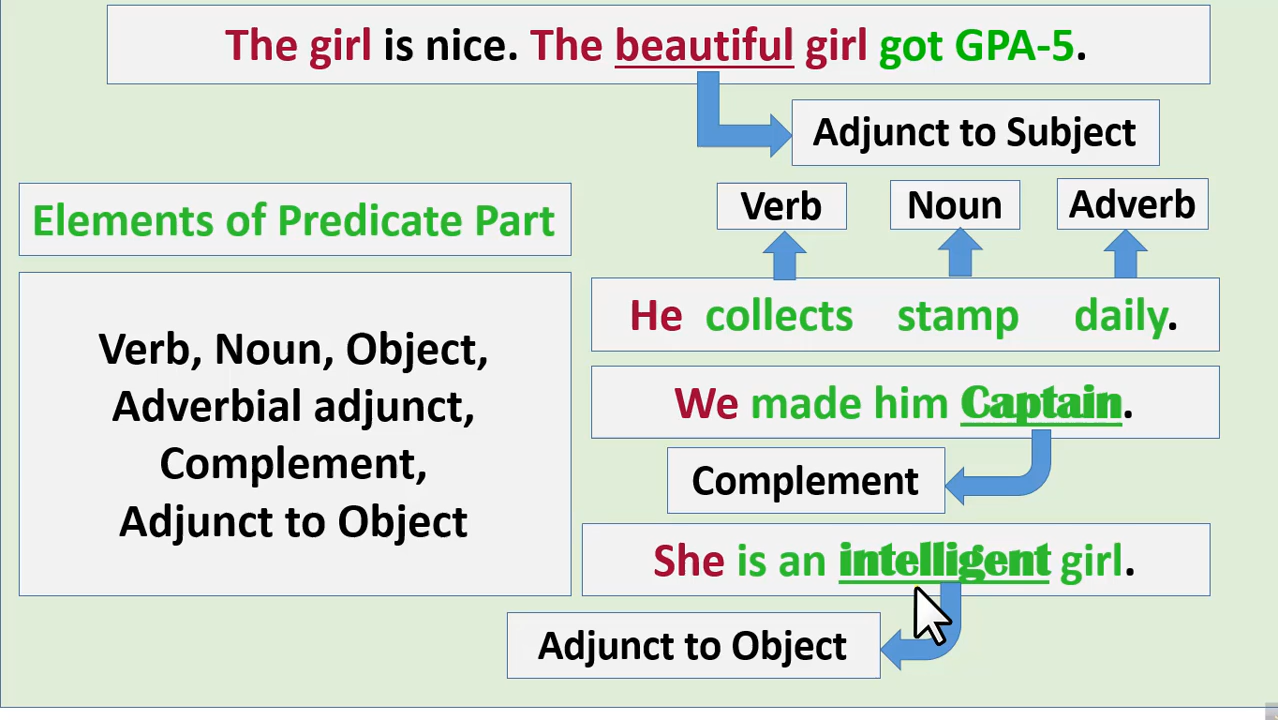 The girl is nice. The beautiful girl got GPA-5.
Adjunct to Subject
Elements of Predicate Part
Verb, Noun, Object,
Adverbial adjunct,
Complement,
Adjunct to Object
Verb Noun Adverb
He collects stamp daily.
We made him Captain.
Complement
She is an intelligent girl.
Adjunct to Object